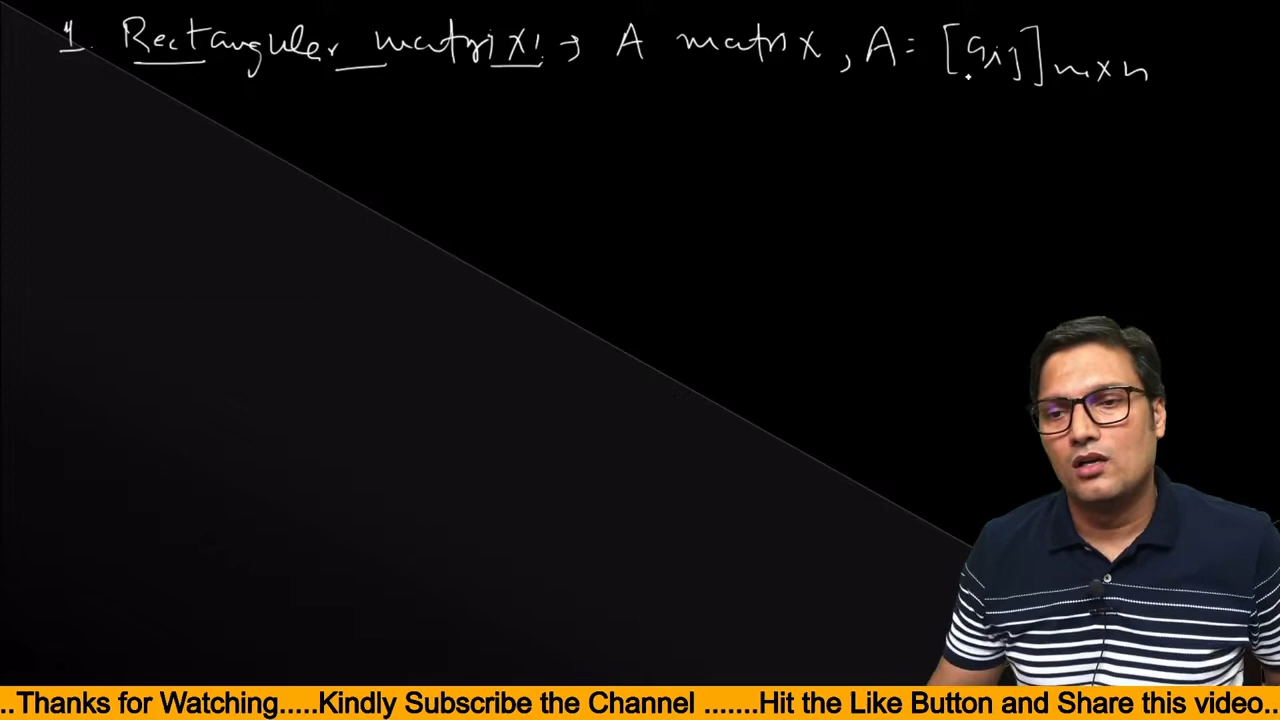 1. Rectangular matrix :→ A matrix, A = [aij]m×n
..Thanks for Watching.....Kindly Subscribe the Channel .......Hit the Like Button and Share this video..